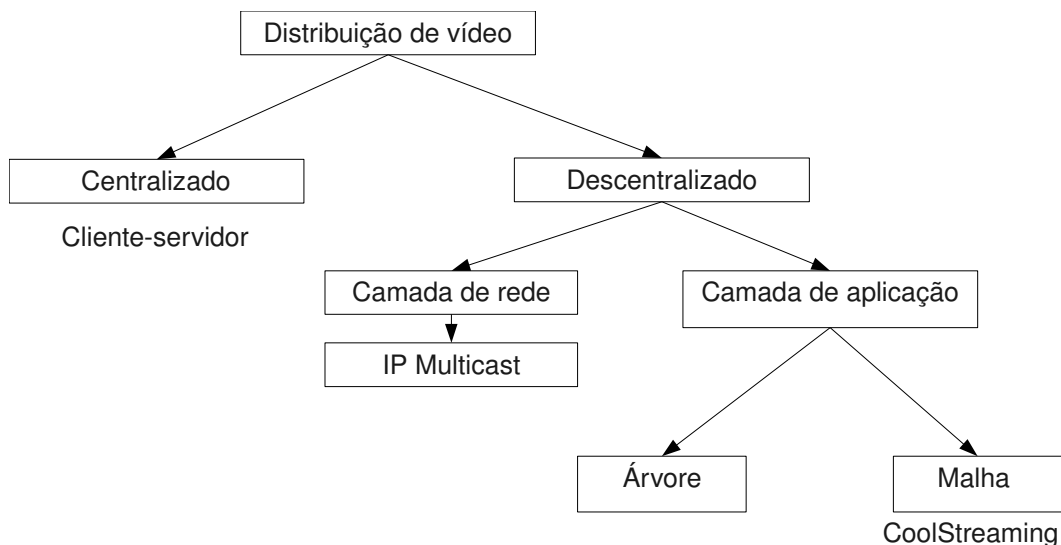 Distribuição de vídeo
Centralizado
Descentralizado
Cliente-servidor
Camada de rede
Camada de aplicação
IP Multicast
Árvore
Malha
CoolStreaming